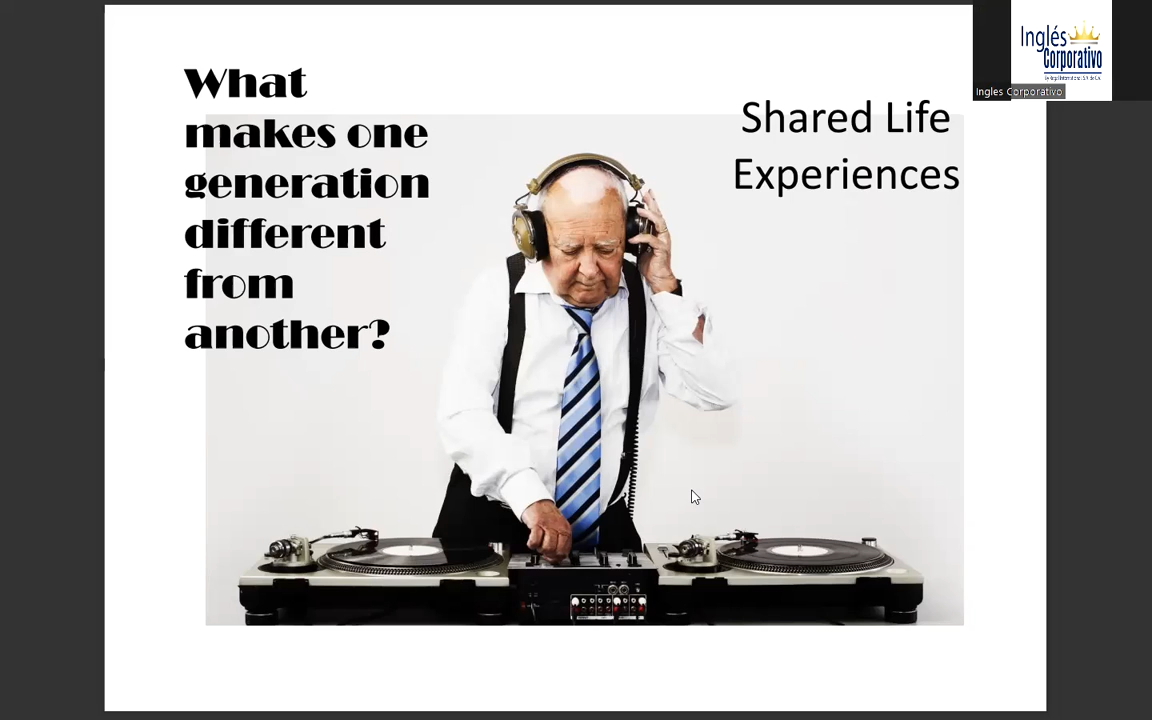 What
makes one
generation
different
from
another?
Shared Life
Experiences
Inglés
Corporativo
Ingles Corporativo